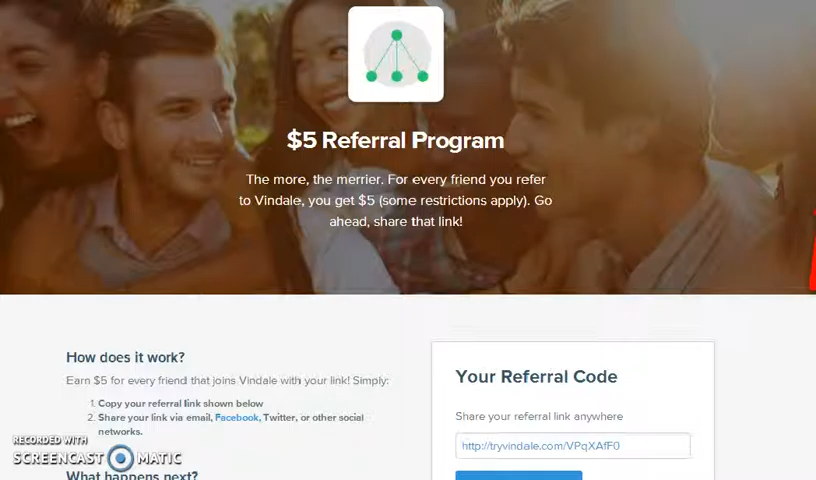 $5 Referral Program
The more, the merrier. For every friend you refer
to Vindale, you get $5 (some restrictions apply). Go
ahead, share that link!
How does it work?
Earn $5 for every friend that joins Vindale with your link! Simply:
1. Copy your referral link shown below
2. Share your link via email, Facebook, Twitter, or other social
networks.
What happens next?
Your Referral Code
Share your referral link anywhere
http://tryvindale.com/VPqXAfF0
RECORDED WITH
SCREENCAST MATIC